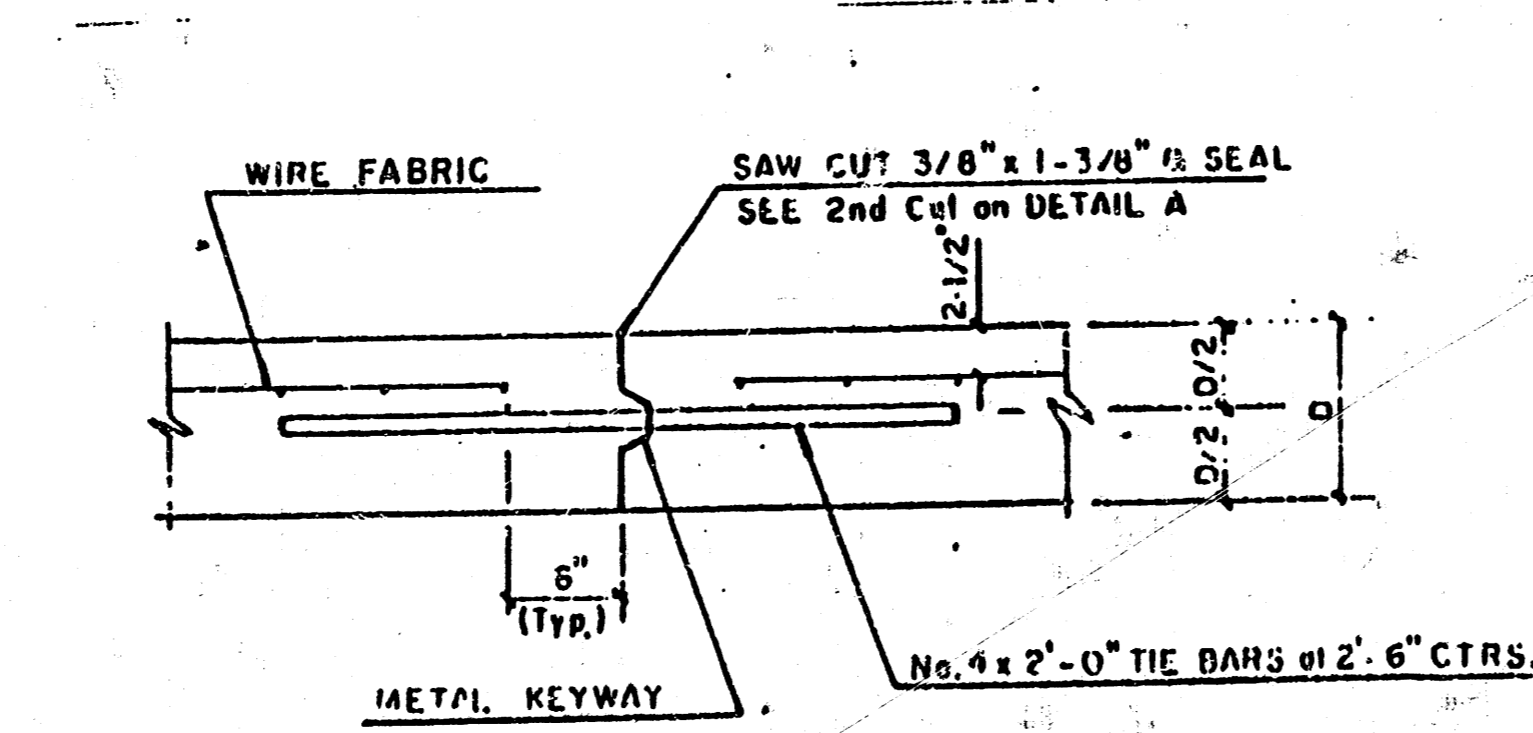 WIRE FABRIC
SAW CUT 3/8" x 1-3/8" & SEAL
SEE 2nd Cut on DETAIL A
2-1/2"
D/2
D/2
D
6"
(Typ.)
No. 4 x 2'-0" TIE BARS at 2'-6" CTRS.
METAL KEYWAY